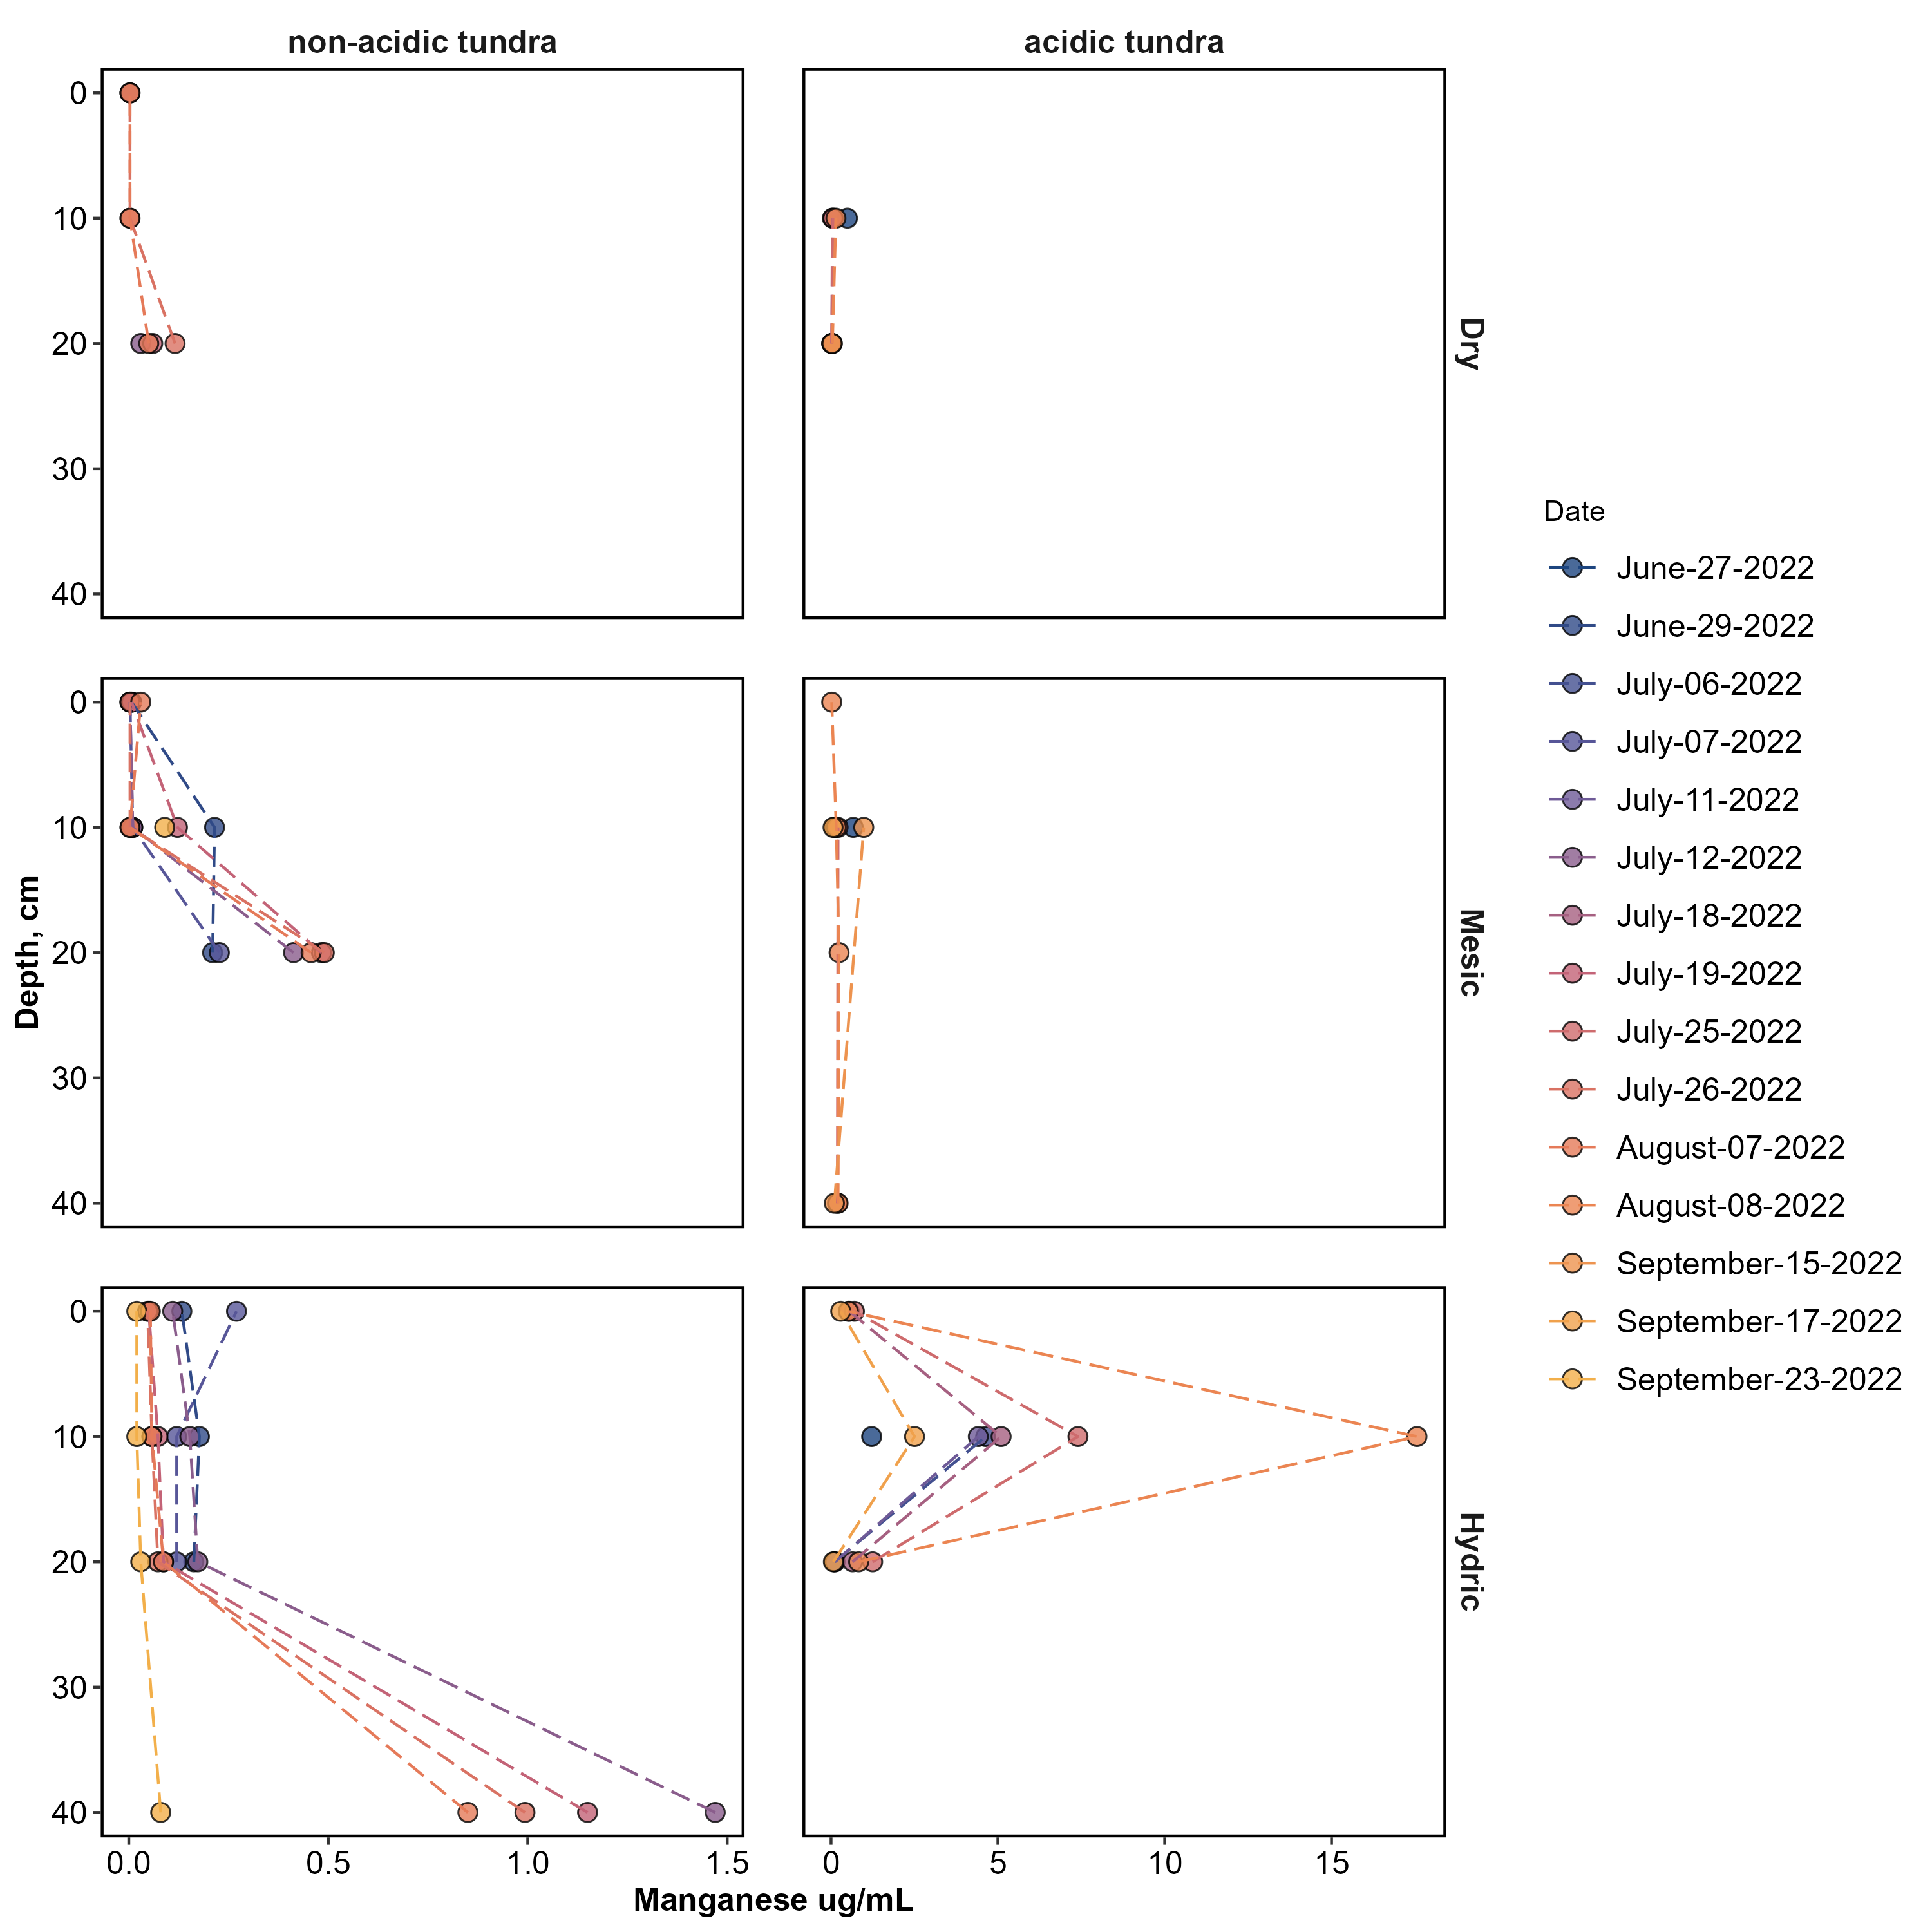 non-acidic tundra
acidic tundra
0
10
20
30
40
Dry
0
10
20
30
40
Mesic
Depth, cm
0
10
20
30
40
Hydric
0.0
0.5
1.0
1.5
0
5
10
15
Manganese ug/mL
Date
June-27-2022
June-29-2022
July-06-2022
July-07-2022
July-11-2022
July-12-2022
July-18-2022
July-19-2022
July-25-2022
July-26-2022
August-07-2022
August-08-2022
September-15-2022
September-17-2022
September-23-2022